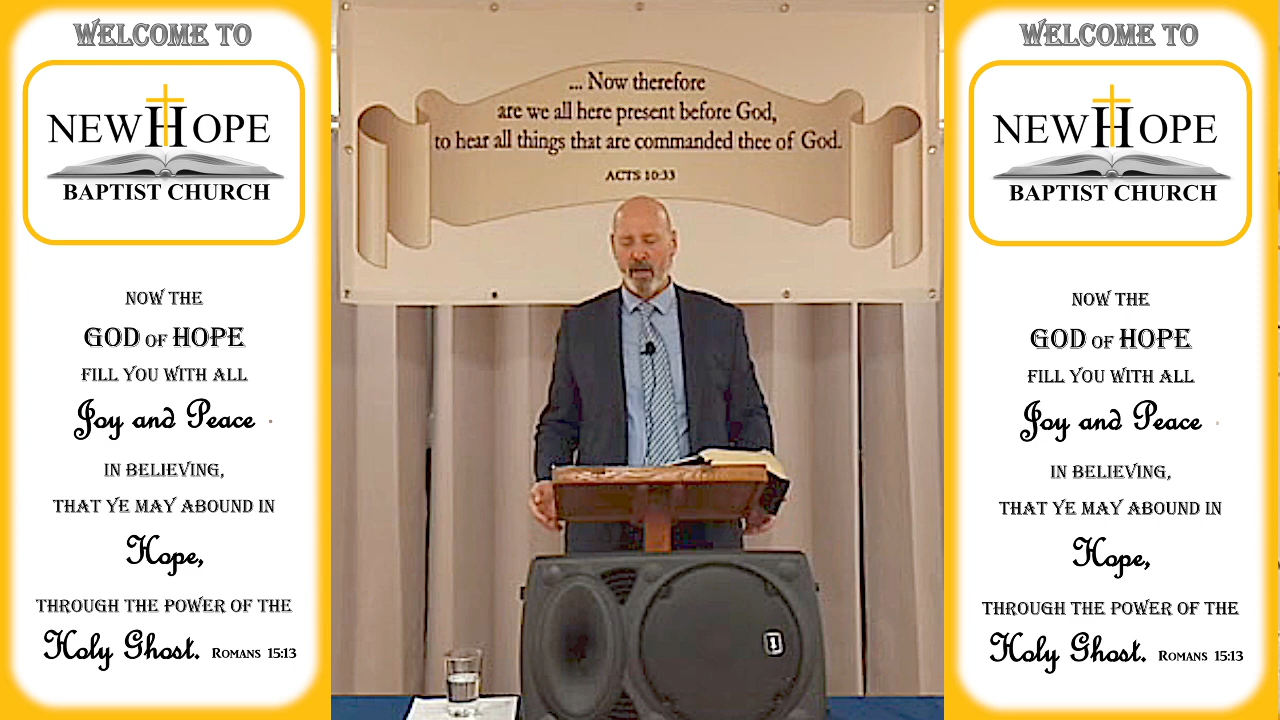 WELCOME TO
NEW HOPE
BAPTIST CHURCH
NOW THE
GOD OF HOPE
FILL YOU WITH ALL
Joy and Peace
IN BELIEVING,
THAT YE MAY ABOUND IN
Hope,
THROUGH THE POWER OF THE
Holy Ghost. ROMANS 15:13
... Now therefore
are we all here present before God,
to hear all things that are commanded thee of God.
ACTS 10:33
WELCOME TO
NEW HOPE
BAPTIST CHURCH
NOW THE
GOD OF HOPE
FILL YOU WITH ALL
Joy and Peace
IN BELIEVING,
THAT YE MAY ABOUND IN
Hope,
THROUGH THE POWER OF THE
Holy Ghost. ROMANS 15:13